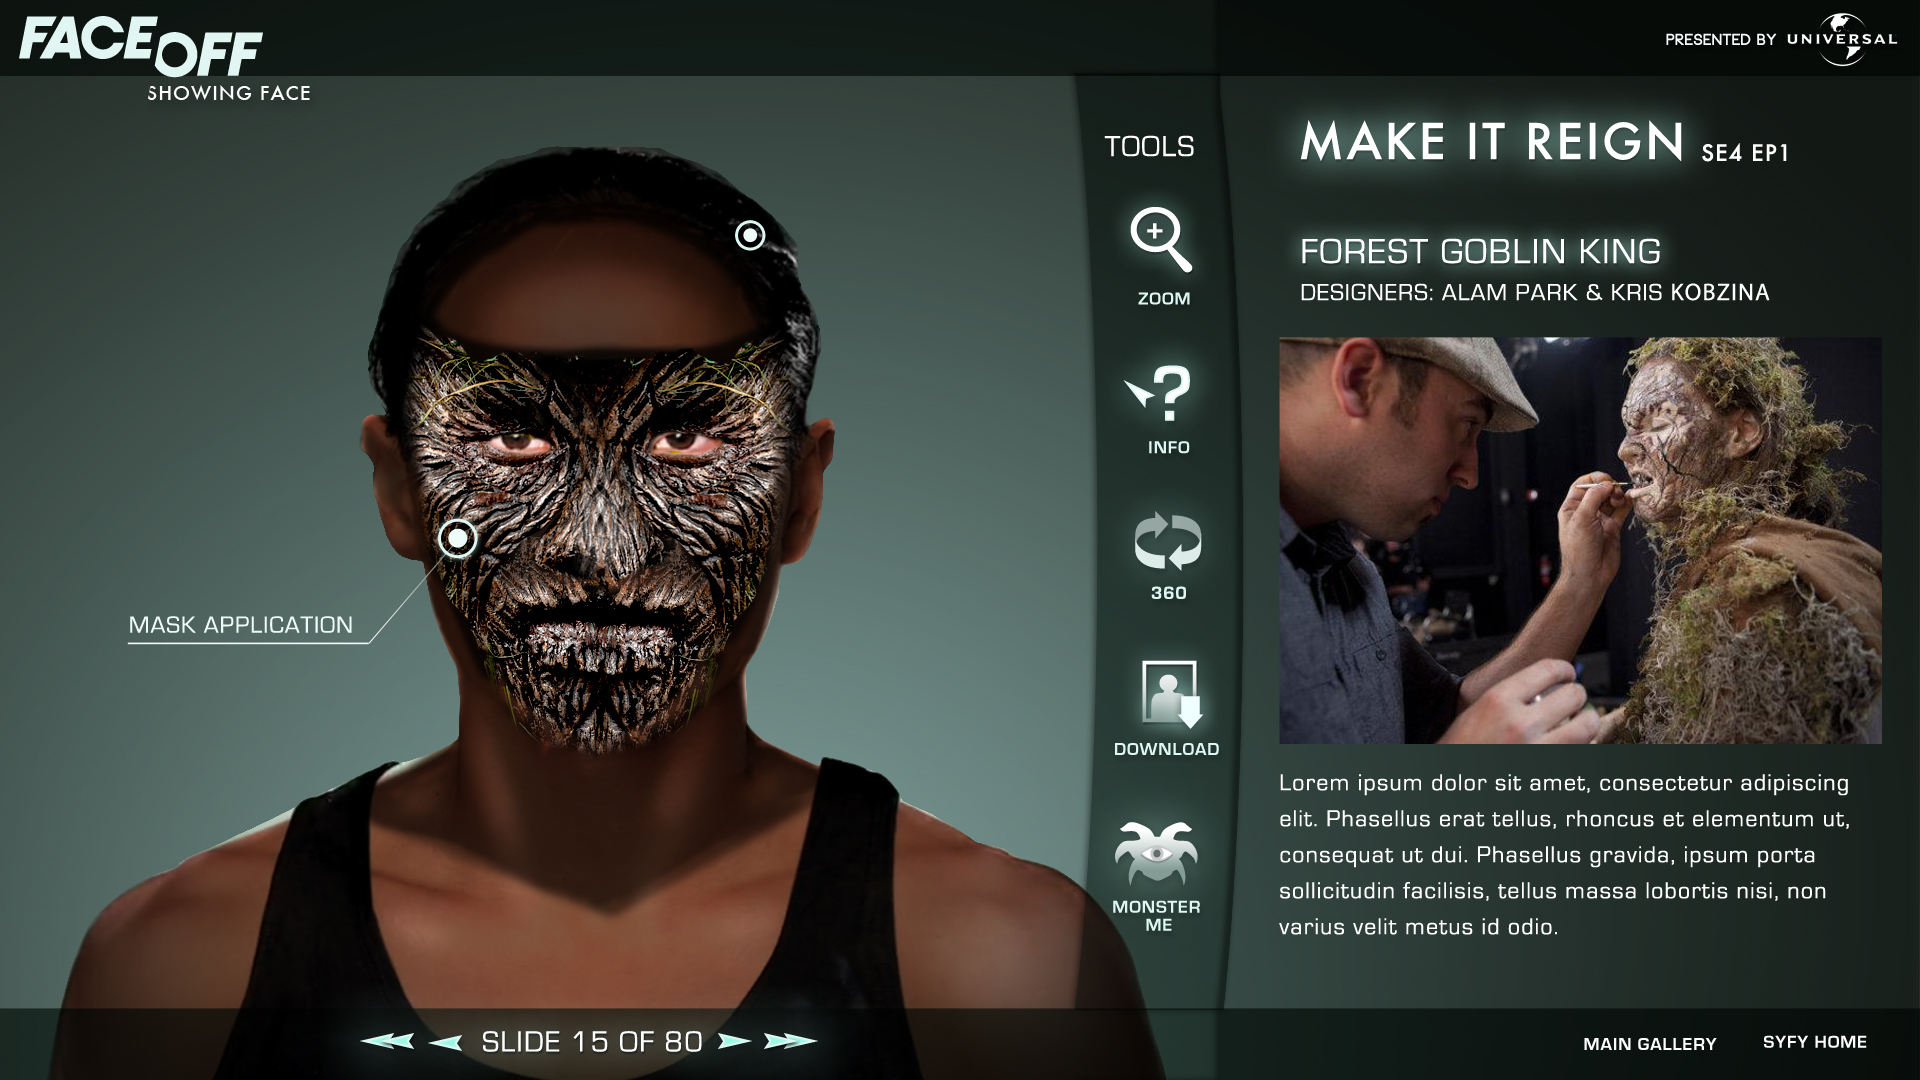 FACEOFF
SHOWING FACE
PRESENTED BY UNIVERSAL
TOOLS
ZOOM
INFO
360
DOWNLOAD
MONSTER
ME
MAKE IT REIGN SE4 EP1
FOREST GOBLIN KING
DESIGNERS: ALAM PARK & KRIS KOBZINA
Lorem ipsum dolor sit amet, consectetur adipiscing
elit. Phasellus erat tellus, rhoncus et elementum ut,
consequat ut dui. Phasellus gravida, ipsum porta
sollicitudin facilisis, tellus massa lobortis nisi, non
varius velit metus id odio.
MASK APPLICATION
SLIDE 15 OF 80
MAIN GALLERY
SYFY HOME